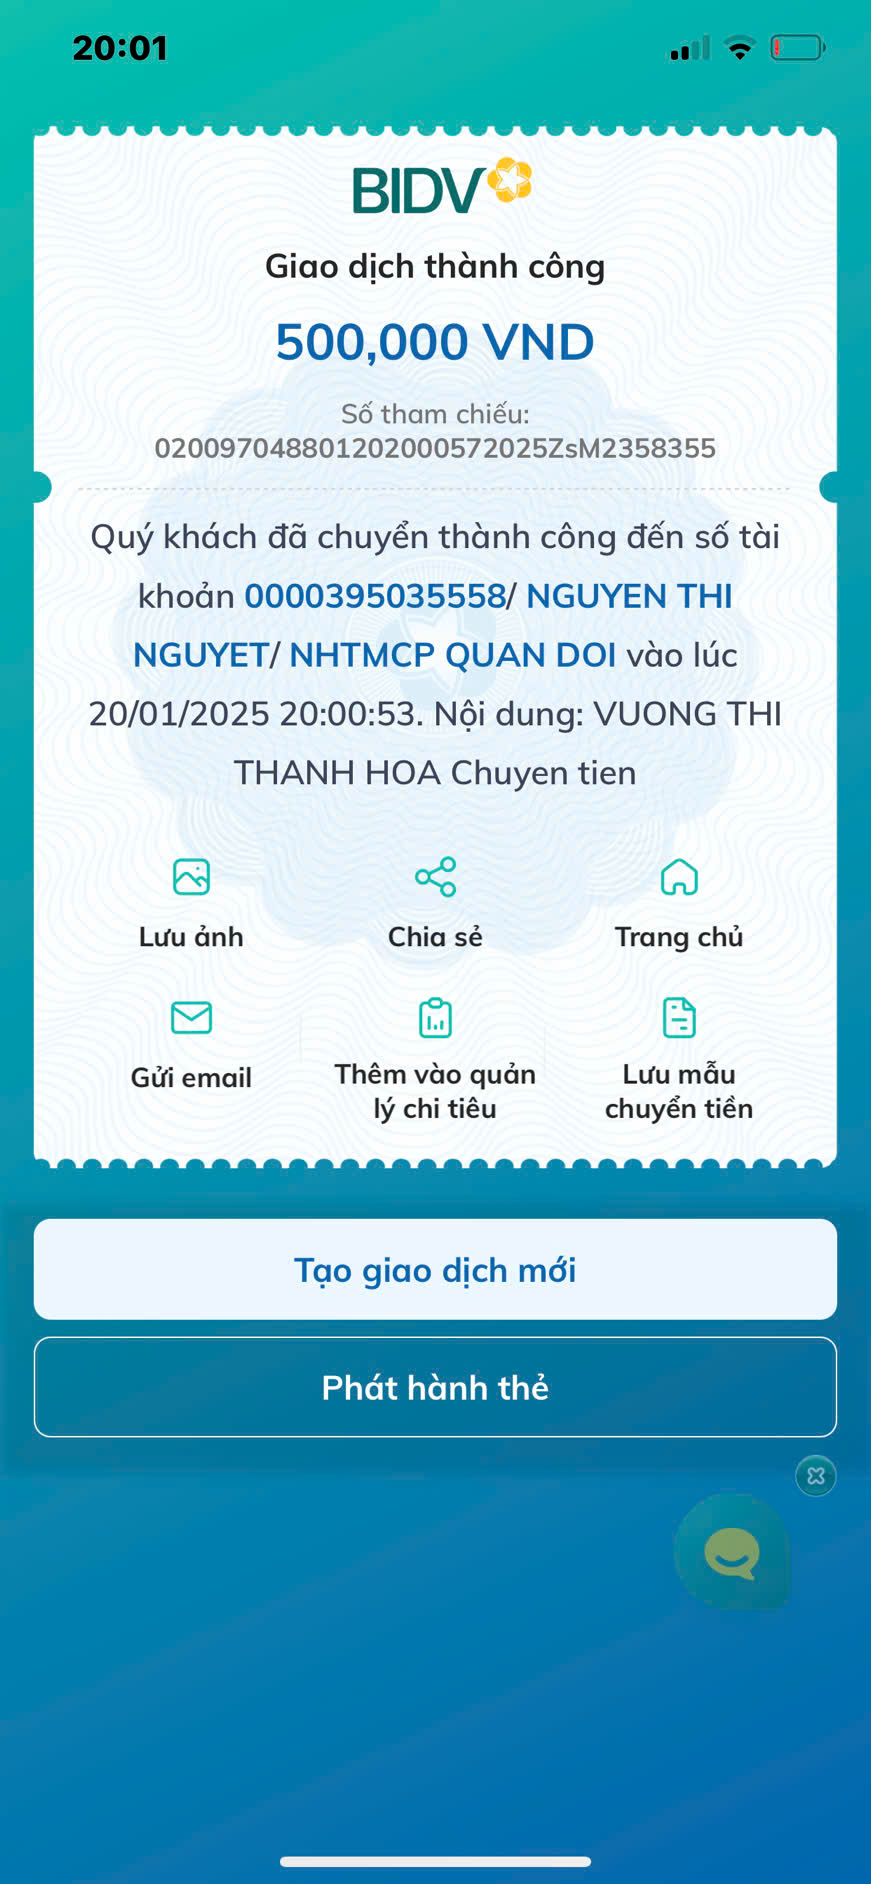 20:01
BIDV
Giao dịch thành công
500,000 VND
Số tham chiếu:
020097048801202000572025ZsM2358355
Quý khách đã chuyển thành công đến số tài
khoản 0000395035558/ NGUYEN THI
NGUYET/ NHTMCP QUAN DOI vào lúc
20/01/2025 20:00:53. Nội dung: VUONG THI
THANH HOA Chuyen tien
Lưu ảnh
Chia sẻ
Trang chủ
Gửi email
Thêm vào quản
lý chi tiêu
Lưu mẫu
chuyển tiền
Tạo giao dịch mới
Phát hành thẻ